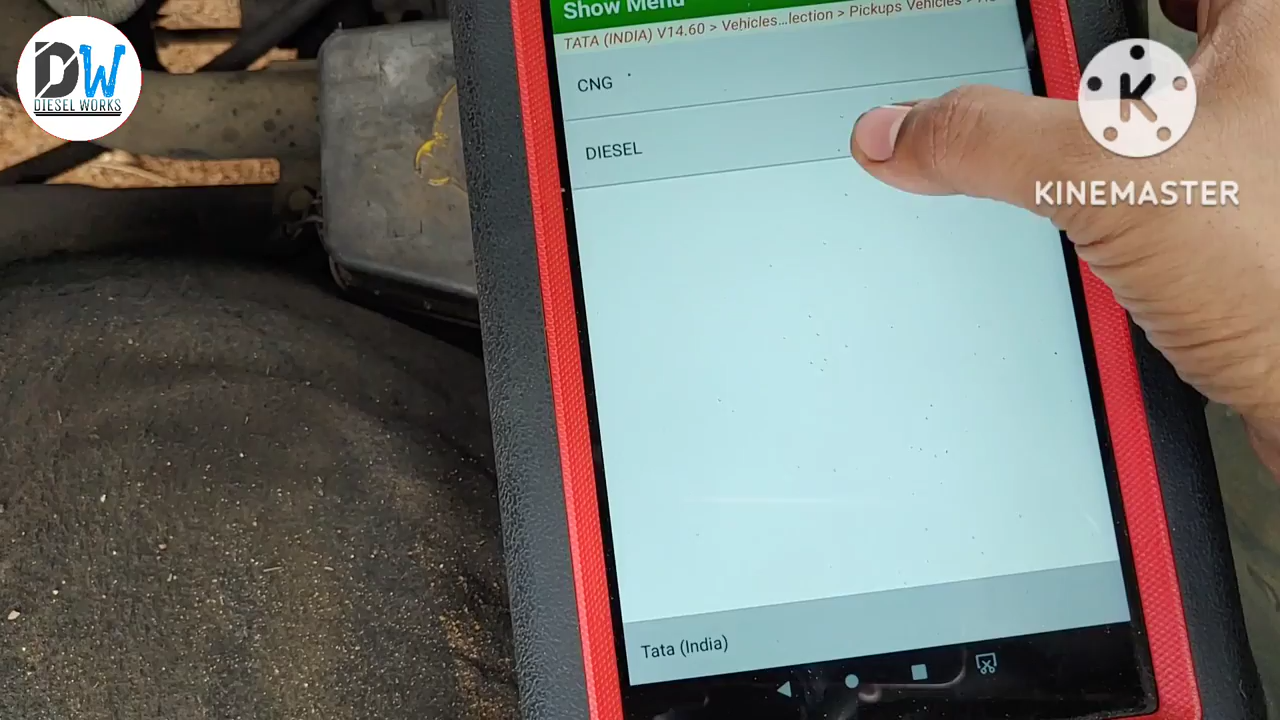 DW
DIESEL WORKS
Show Menu
TATA (INDIA) V14.60 > Vehicles...lection > Pickups Vehicles >
CNG
DIESEL
Tata (India)
K
KINEMASTER